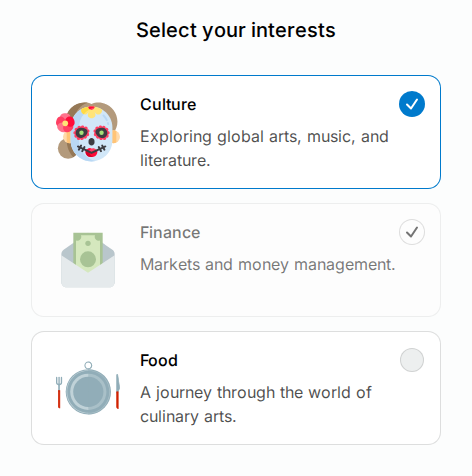 Select your interests
Culture
Exploring global arts, music, and
literature.
Finance
Markets and money management.
Food
A journey through the world of
culinary arts.